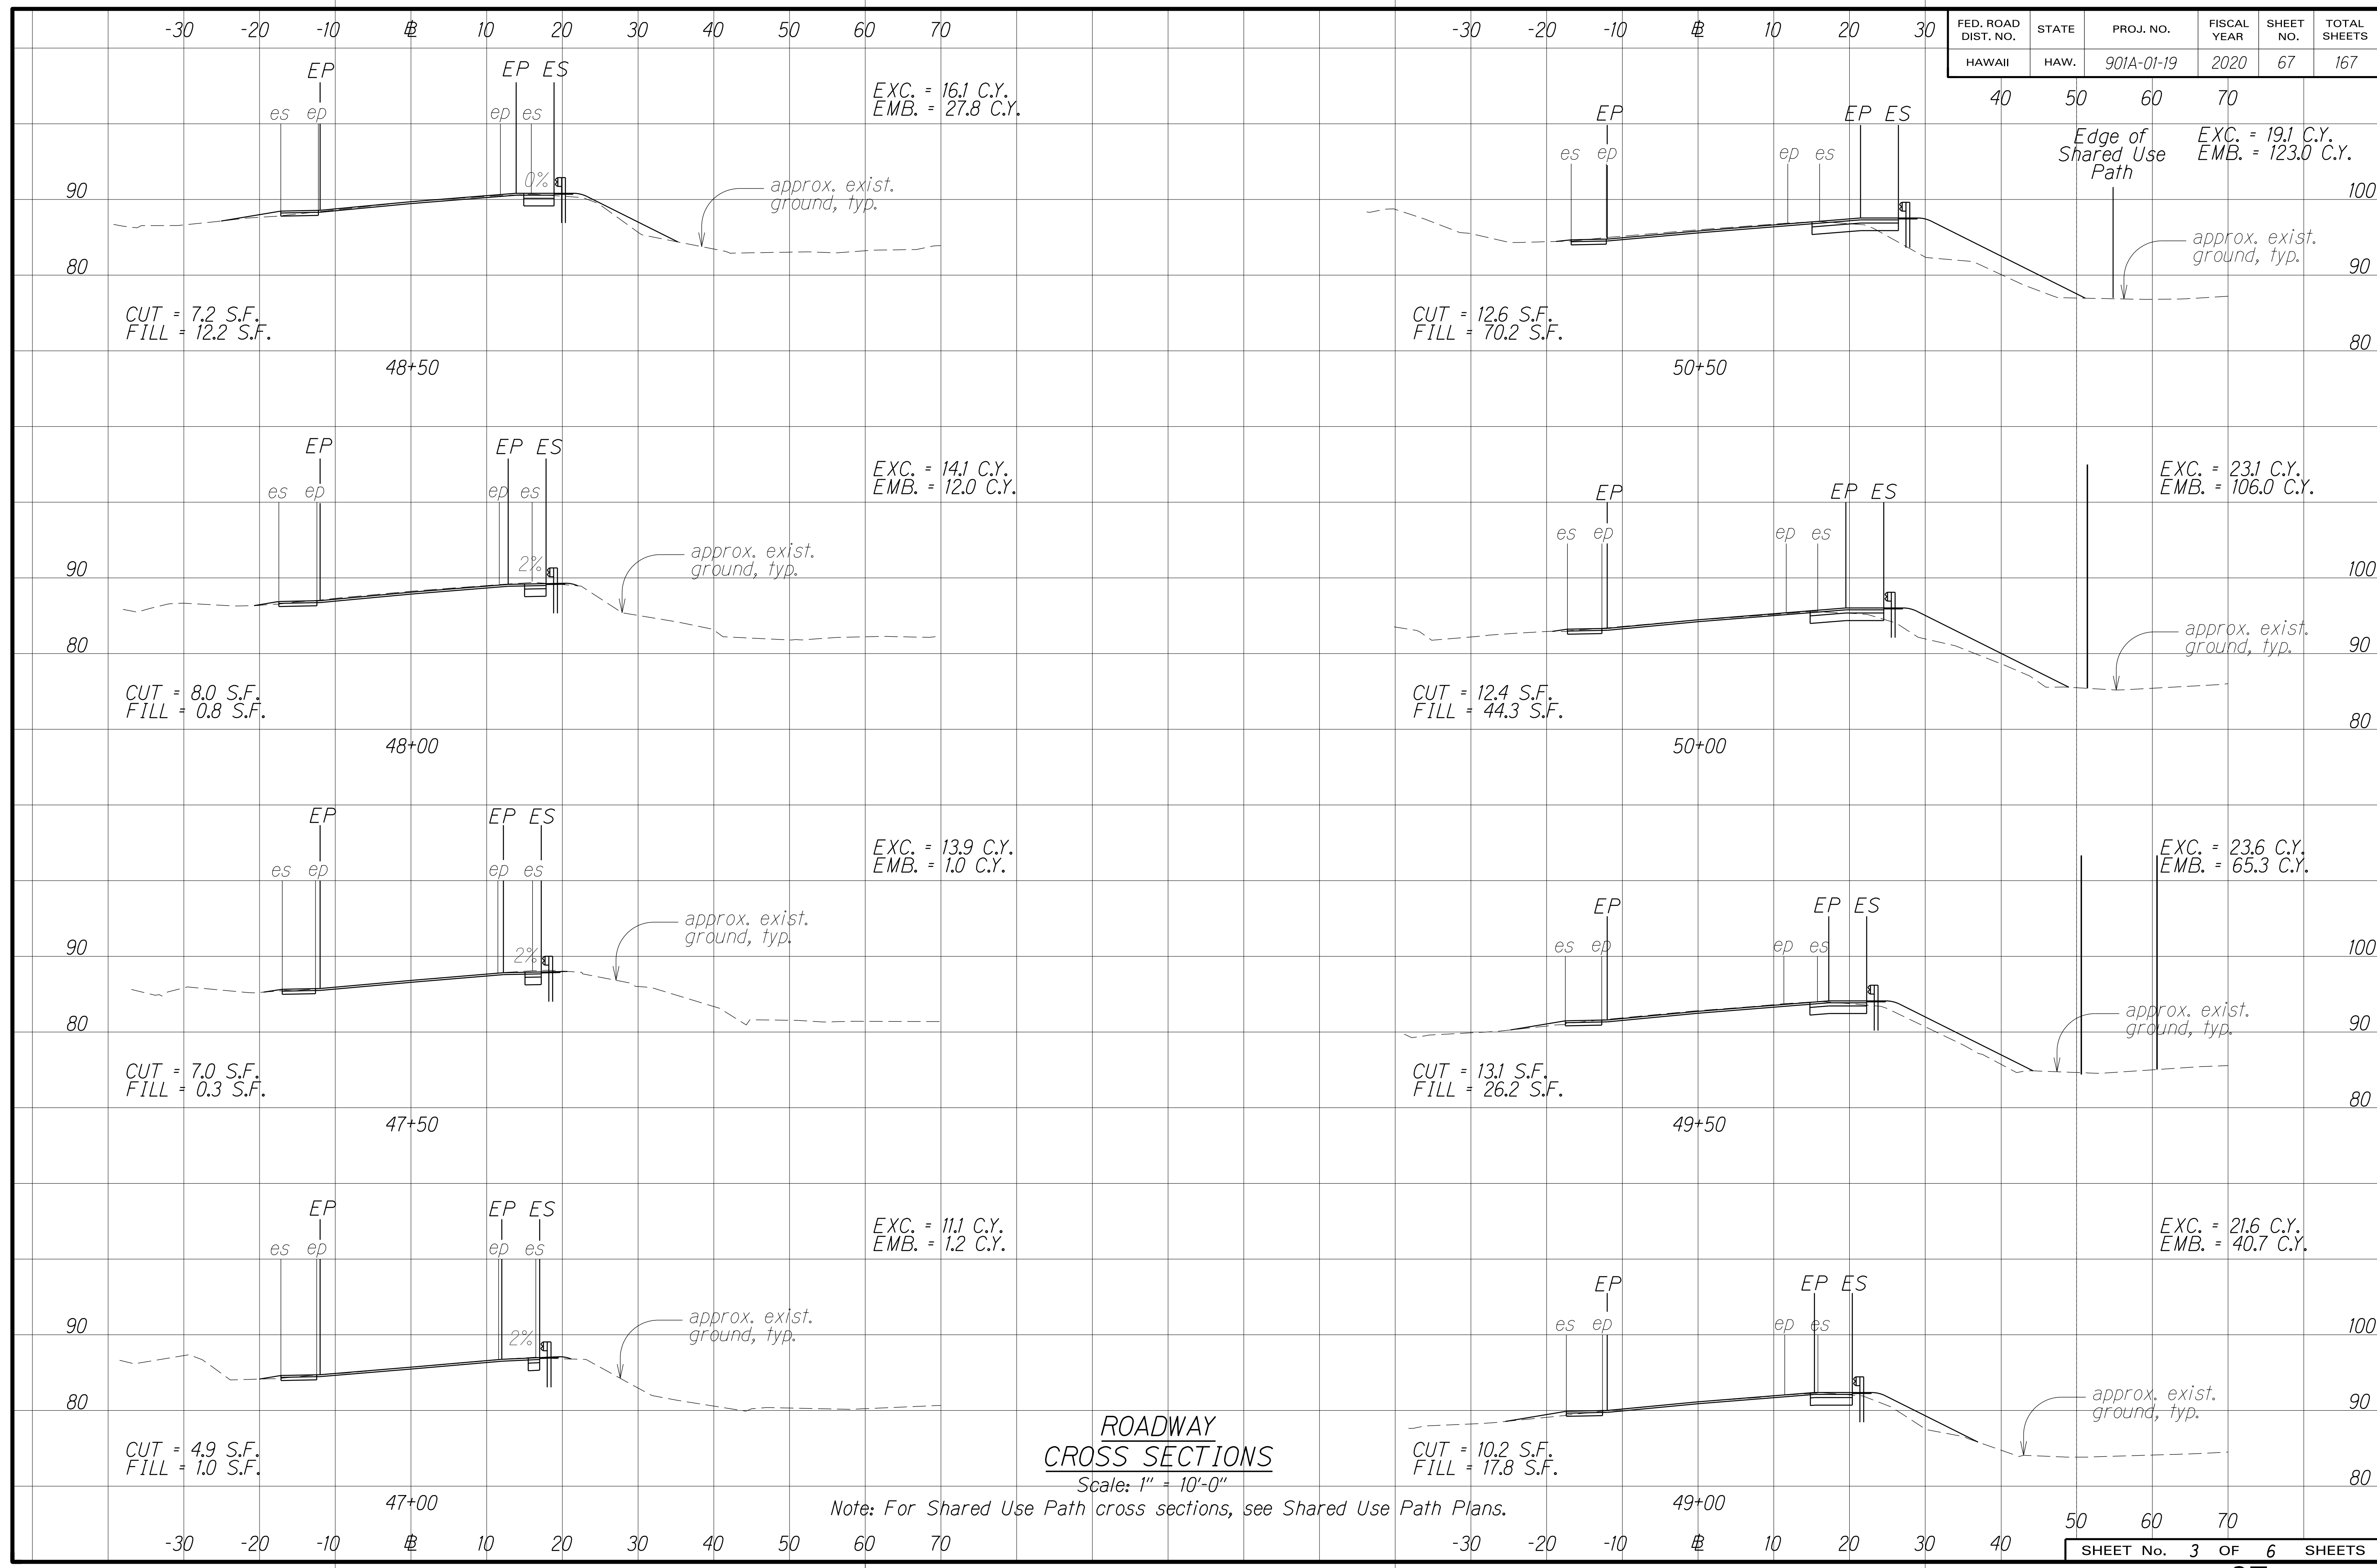 -30 -20 -10 10 20 30 40 50 60 70
-30 -20 -10 10 20 30
FED. ROAD DIST. NO. STATE PROJ. NO. FISCAL YEAR SHEET NO. TOTAL SHEETS
HAWAII HAW. 901A-01-19 2020 67 167
40 50 60 70
EP EP ES
es ep ep es
0%
EXC. = 16.1 C.Y.
EMB. = 27.8 C.Y.
approx. exist.
ground, typ.
90
80
CUT = 7.2 S.F.
FILL = 12.2 S.F.
48+50
EP EP ES
es ep ep es
2%
EXC. = 14.1 C.Y.
EMB. = 12.0 C.Y.
approx. exist.
ground, typ.
90
80
CUT = 8.0 S.F.
FILL = 0.8 S.F.
48+00
EP EP ES
es ep ep es
2%
EXC. = 13.9 C.Y.
EMB. = 1.0 C.Y.
approx. exist.
ground, typ.
90
80
CUT = 7.0 S.F.
FILL = 0.3 S.F.
47+50
EP EP ES
es ep ep es
2%
EXC. = 11.1 C.Y.
EMB. = 1.2 C.Y.
approx. exist.
ground, typ.
90
80
CUT = 4.9 S.F.
FILL = 1.0 S.F.
47+00
-30 -20 -10 10 20 30 40 50 60 70
EP EP ES
es ep ep es
Edge of
Shared Use
Path
EXC. = 19.1 C.Y.
EMB. = 123.0 C.Y.
approx. exist.
ground, typ.
100
90
80
CUT = 12.6 S.F.
FILL = 70.2 S.F.
50+50
EP EP ES
es ep ep es
EXC. = 23.1 C.Y.
EMB. = 106.0 C.Y.
approx. exist.
ground, typ.
100
90
80
CUT = 12.4 S.F.
FILL = 44.3 S.F.
50+00
EP EP ES
es ep ep es
EXC. = 23.6 C.Y.
EMB. = 65.3 C.Y.
approx. exist.
ground, typ.
100
90
80
CUT = 13.1 S.F.
FILL = 26.2 S.F.
49+50
EP EP ES
es ep ep es
EXC. = 21.6 C.Y.
EMB. = 40.7 C.Y.
approx. exist.
ground, typ.
100
90
80
CUT = 10.2 S.F.
FILL = 17.8 S.F.
49+00
ROADWAY
CROSS SECTIONS
Scale: 1" = 10'-0"
Note: For Shared Use Path cross sections, see Shared Use Path Plans.
50 60 70
-30 -20 -10 10 20 30 40
SHEET No. 3 OF 6 SHEETS